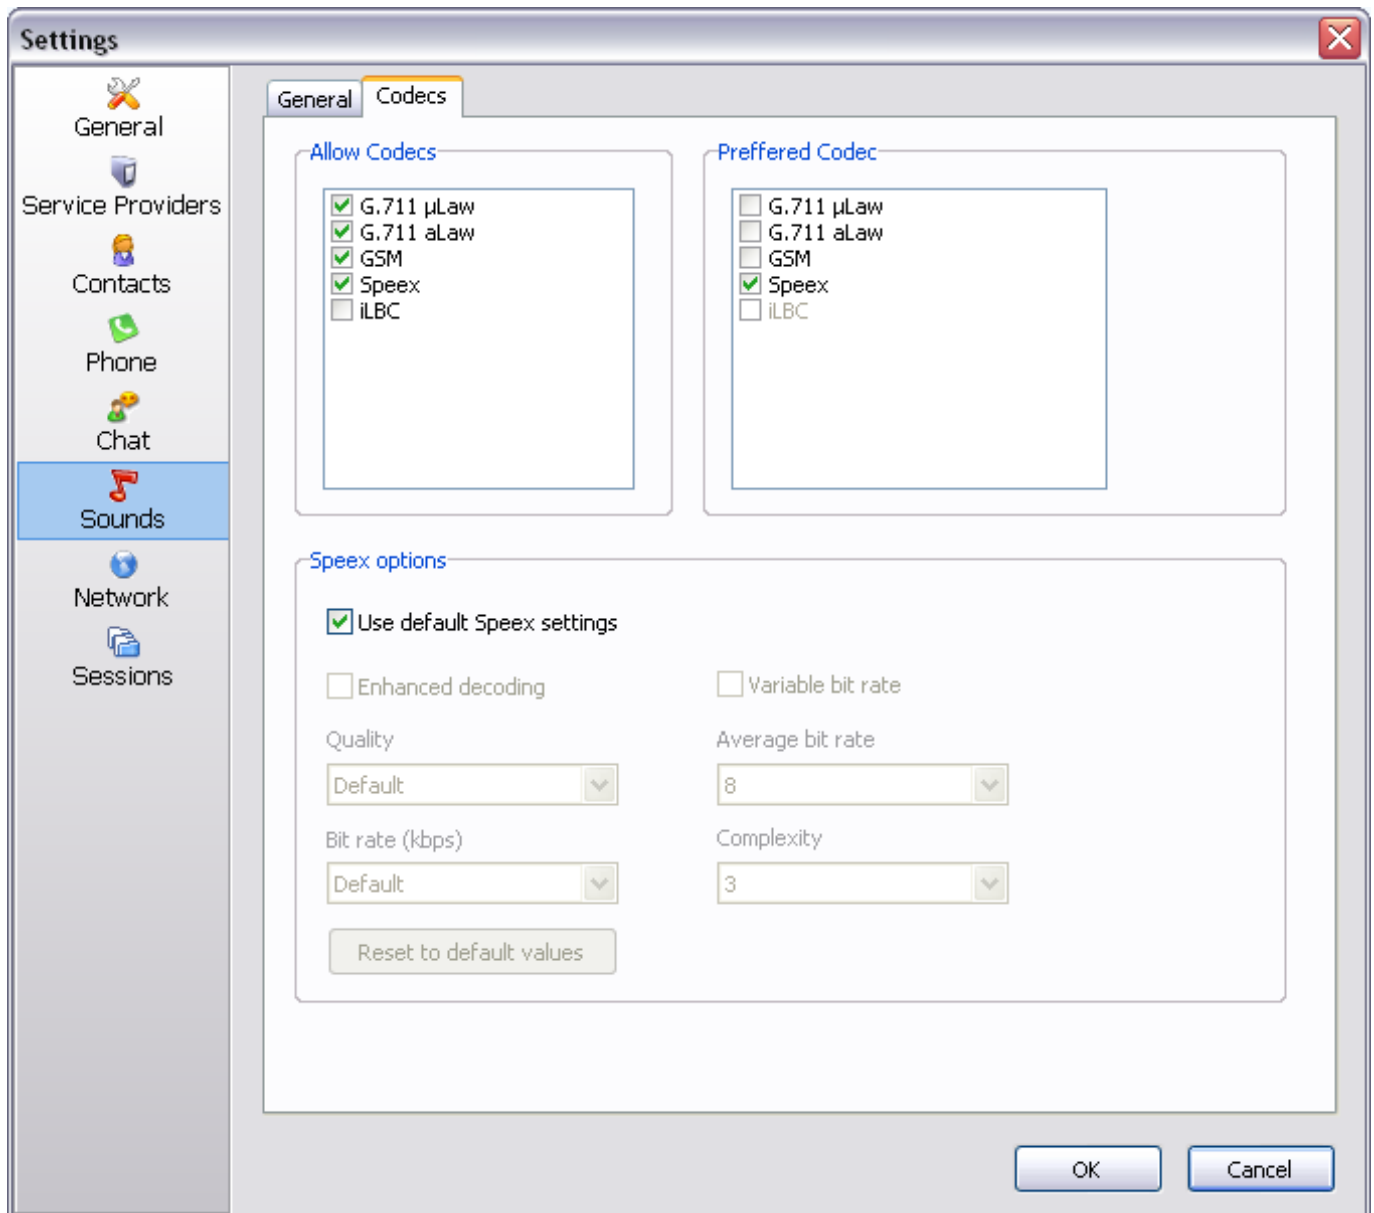 Settings
General
Service Providers
Contacts
Phone
Chat
Sounds
Network
Sessions
General
Codecs
Allow Codecs
G.711 µLaw
G.711 aLaw
GSM
Speex
iLBC
Preffered Codec
G.711 µLaw
G.711 aLaw
GSM
Speex
iLBC
Speex options
Use default Speex settings
Enhanced decoding
Variable bit rate
Quality
Average bit rate
Default
8
Bit rate (kbps)
Complexity
Default
3
Reset to default values
OK
Cancel